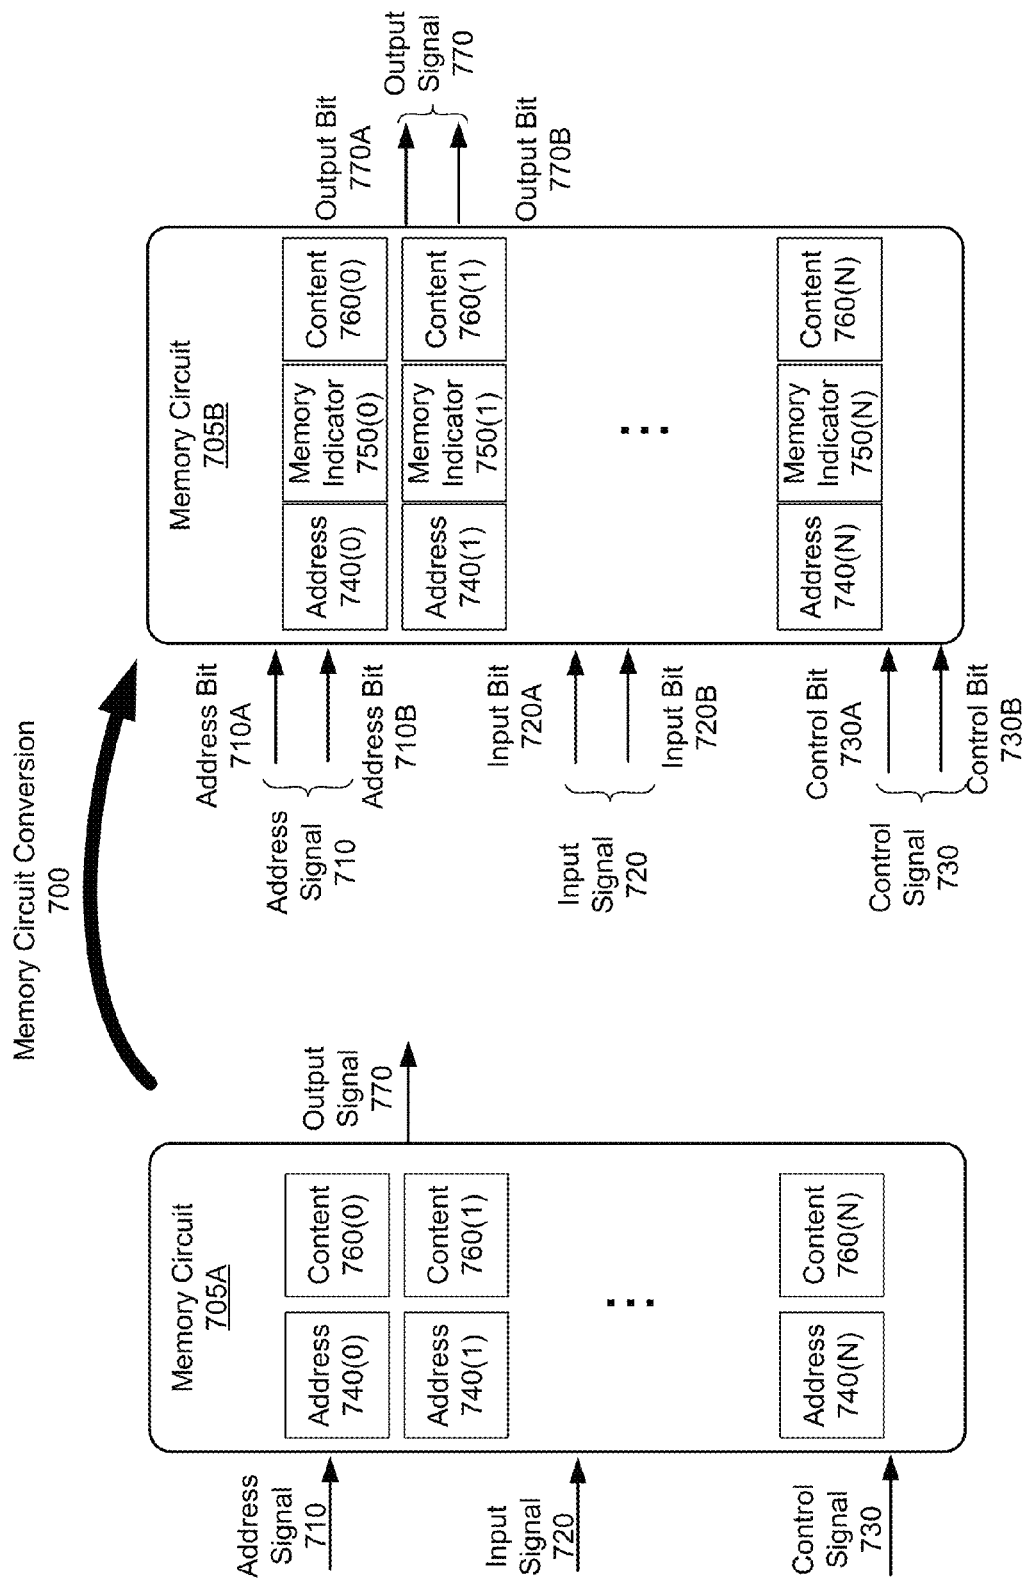 Memory Circuit Conversion
700
Memory Circuit
705A
Address
Signal
710
Input
Signal
720
Control
Signal
730
Address
740(0)
Content
760(0)
Address
740(1)
Content
760(1)
...
Address
740(N)
Content
760(N)
Output
Signal
770
Memory Circuit
705B
Address
Signal
710
Address Bit
710A
Address Bit
710B
Input
Signal
720
Input Bit
720A
Input Bit
720B
Control
Signal
730
Control Bit
730A
Control Bit
730B
Address
740(0)
Memory
Indicator
750(0)
Content
760(0)
Address
740(1)
Memory
Indicator
750(1)
Content
760(1)
...
Address
740(N)
Memory
Indicator
750(N)
Content
760(N)
Output Bit
770A
Output Bit
770B
Output
Signal
770